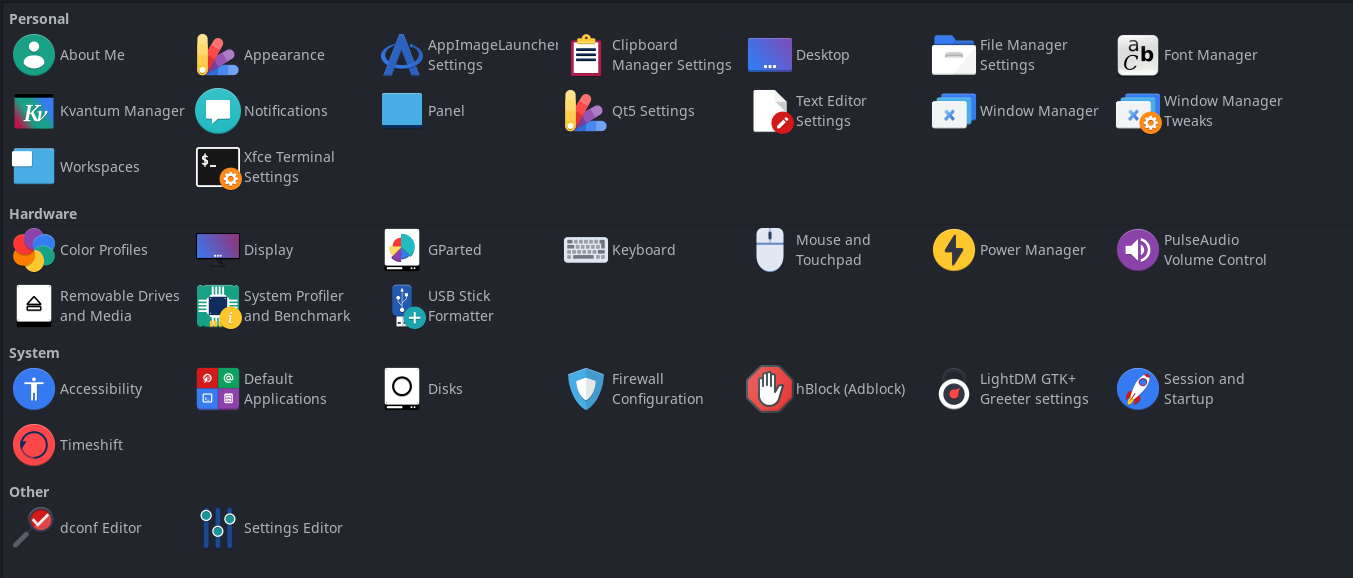 Personal
About Me
Appearance
AppImageLauncher
Settings
Clipboard
Manager Settings
Desktop
File Manager
Settings
Font Manager
Kvantum Manager
Notifications
Panel
Qt5 Settings
Text Editor
Settings
Window Manager
Window Manager
Tweaks
Workspaces
$_
Xfce Terminal
Settings
Hardware
Color Profiles
Display
GParted
Keyboard
Mouse and
Touchpad
Power Manager
PulseAudio
Volume Control
Removable Drives
and Media
System Profiler
and Benchmark
USB Stick
Formatter
System
Accessibility
Default
Applications
Disks
Firewall
Configuration
hBlock (Adblock)
LightDM GTK+
Greeter settings
Session and
Startup
Timeshift
Other
dconf Editor
Settings Editor